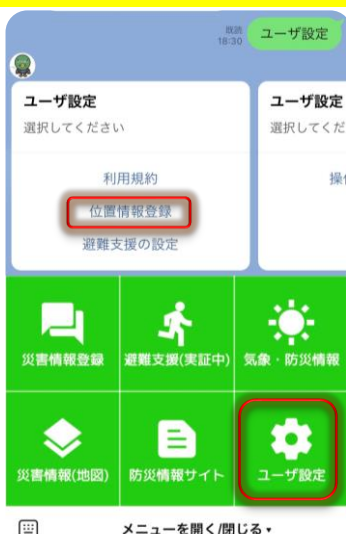 既読
18:30
ユーザ設定
ユーザ設定
選択してください
利用規約
位置情報登録
避難支援の設定
ユーザ設定
選択してくだ
操
災害情報登録
避難支援(実証中)
気象・防災情報
災害情報(地図)
防災情報サイト
ユーザ設定
メニューを開く/閉じる▾